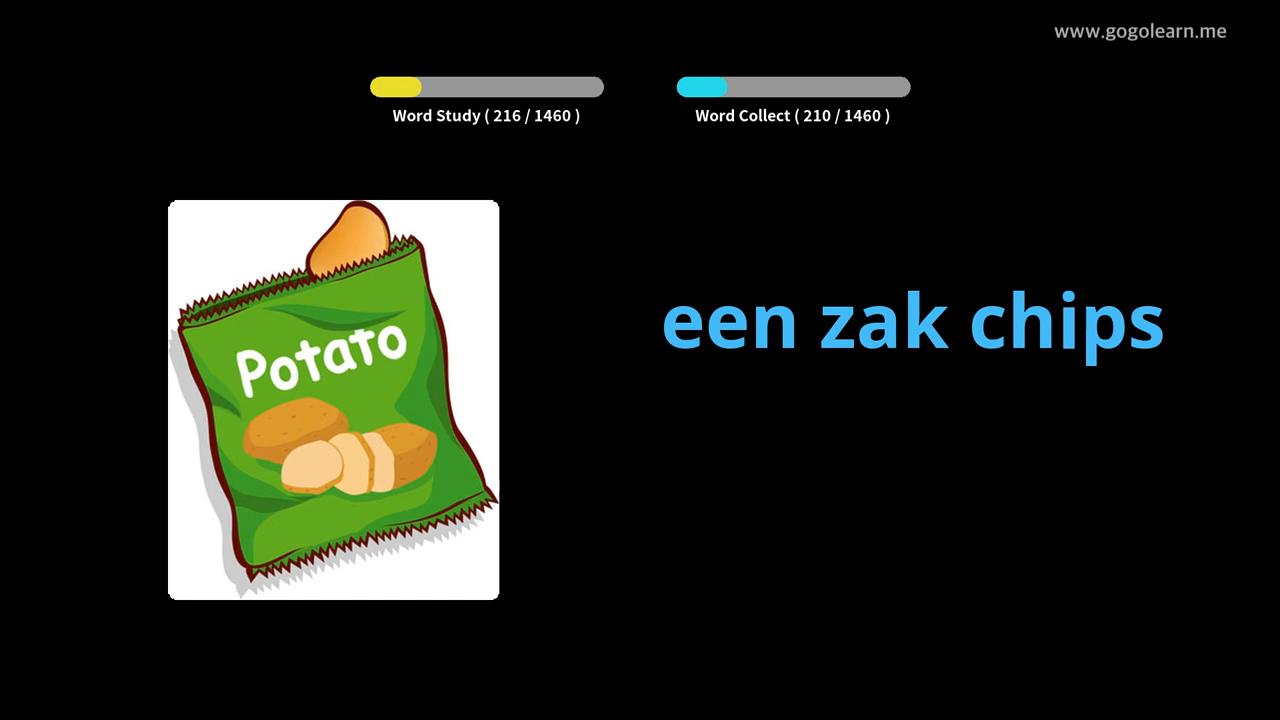 www.gogolearn.me
Word Study ( 216 / 1460 )
Word Collect ( 210 / 1460 )
Potato
een zak chips